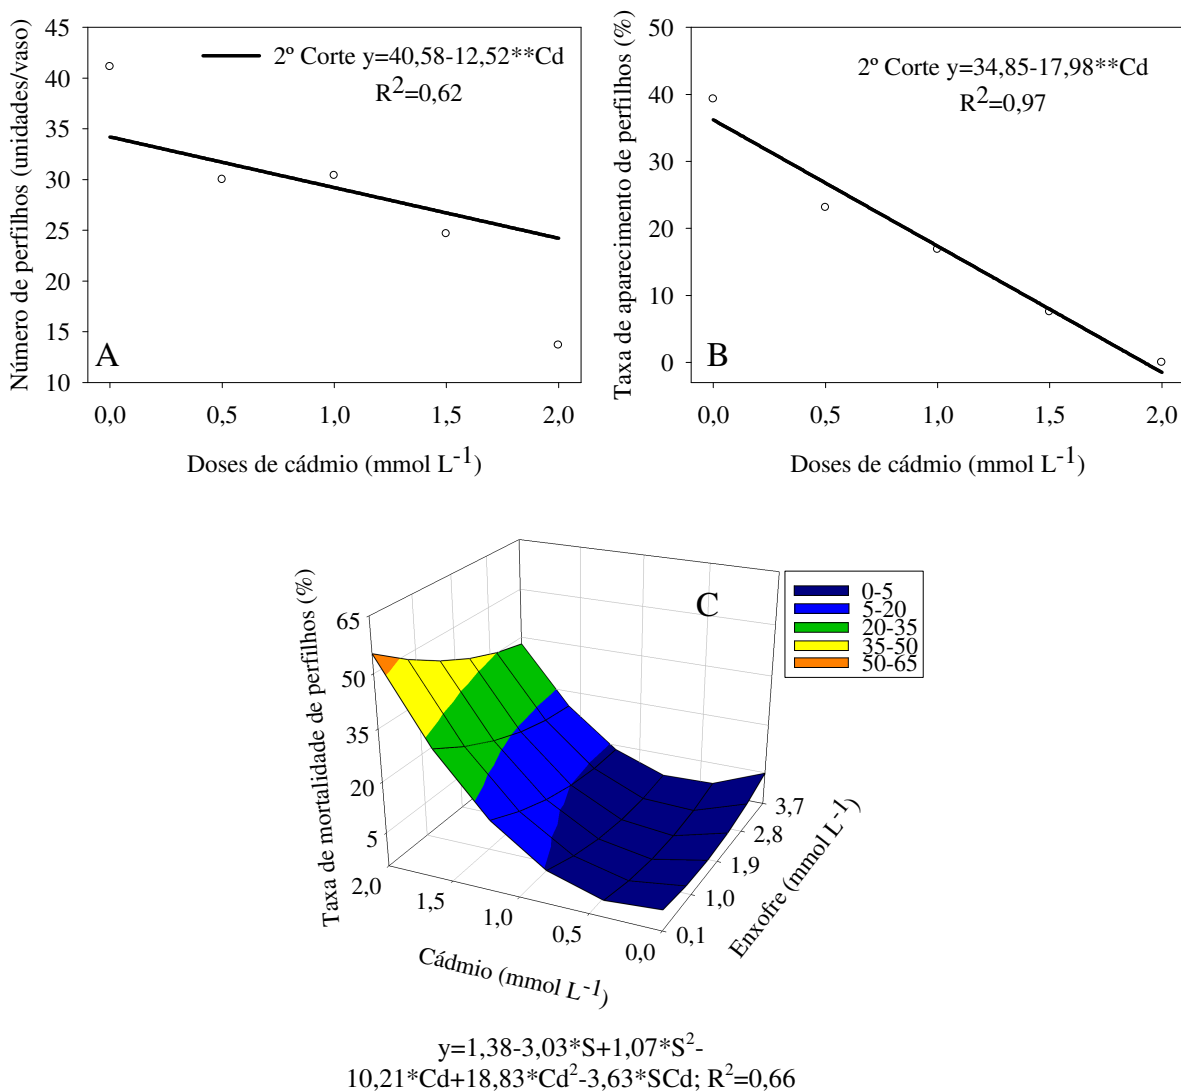 Número de perfilhos (unidades/vaso)
45
40
35
30
25
20
15
10
2º Corte y=40,58-12,52**Cd
R²=0,62
A
0,0 0,5 1,0 1,5 2,0
Doses de cádmio (mmol L⁻¹)
Taxa de aparecimento de perfilhos (%)
50
40
30
20
10
0
2º Corte y=34,85-17,98**Cd
R²=0,97
B
0,0 0,5 1,0 1,5 2,0
Doses de cádmio (mmol L⁻¹)
Taxa de mortalidade de perfilhos (%)
65
50
35
20
5
C
0-5
5-20
20-35
35-50
50-65
2,0 1,5 1,0 0,5 0,0
Cádmio (mmol L⁻¹)
3,7
2,8
1,9
1,0
0,1
Enxofre (mmol L⁻¹)
y=1,38-3,03*S+1,07*S²-
10,21*Cd+18,83*Cd²-3,63*SCd; R²=0,66